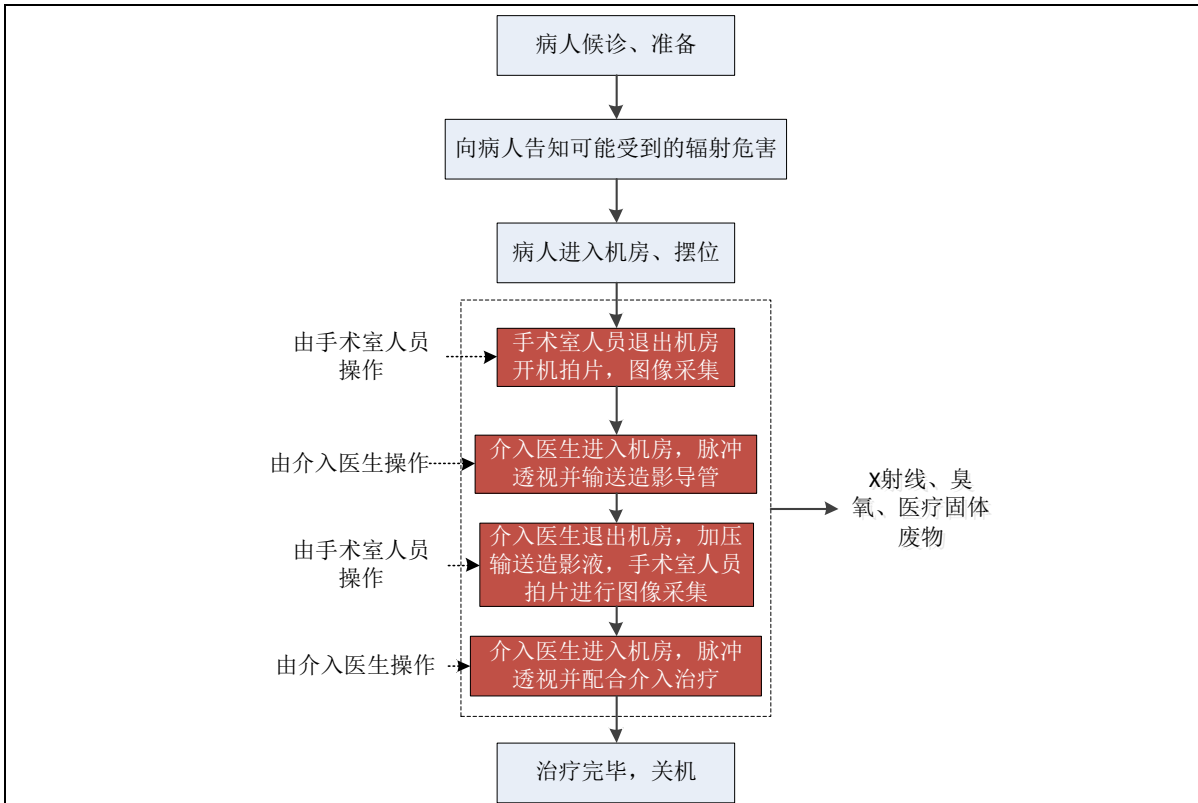 病人候诊、准备
向病人告知可能受到的辐射危害
病人进入机房、摆位
由手术室人员
操作
手术室人员退出机房
开机拍片，图像采集
由介入医生操作
介入医生进入机房，脉冲
透视并输送造影导管
X射线、臭
氧、医疗固体
废物
由手术室人员
操作
介入医生退出机房，加压
输送造影液，手术室人员
拍片进行图像采集
由介入医生操作
介入医生进入机房，脉冲
透视并配合介入治疗
治疗完毕，关机